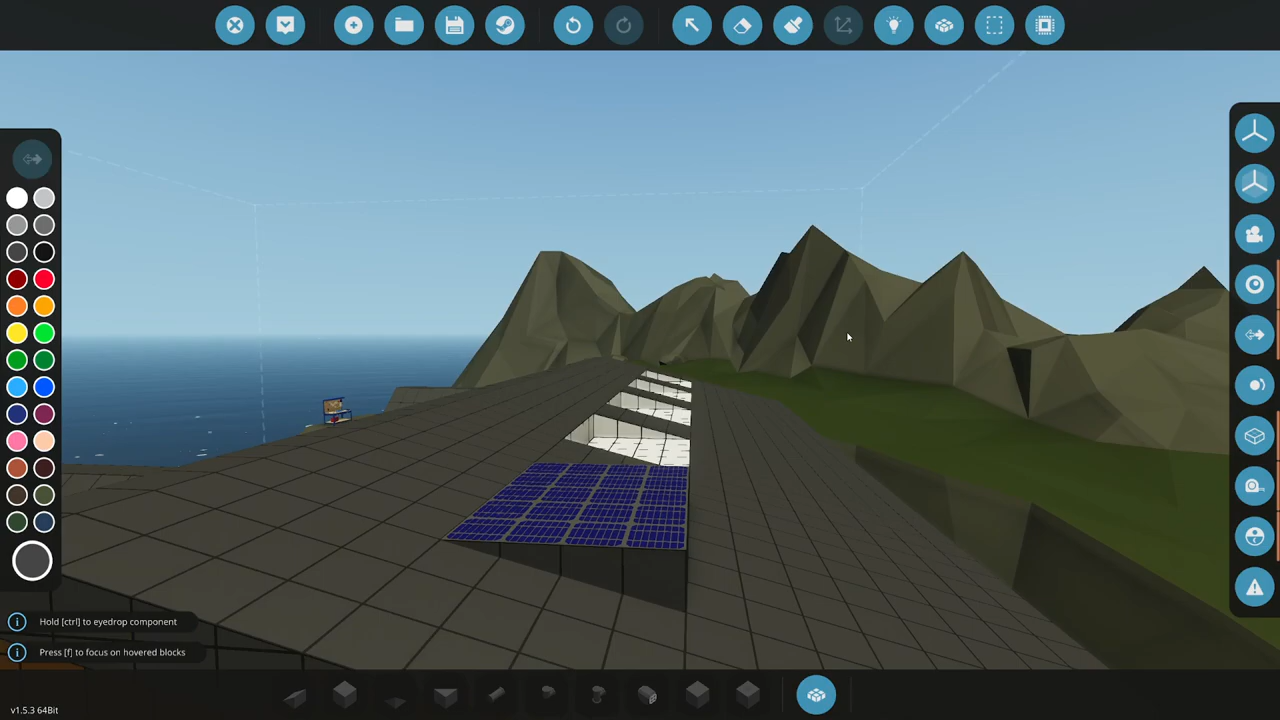 Hold [ctrl] to eyedrop component
Press [f] to focus on hovered blocks
v1.5.3 64Bit